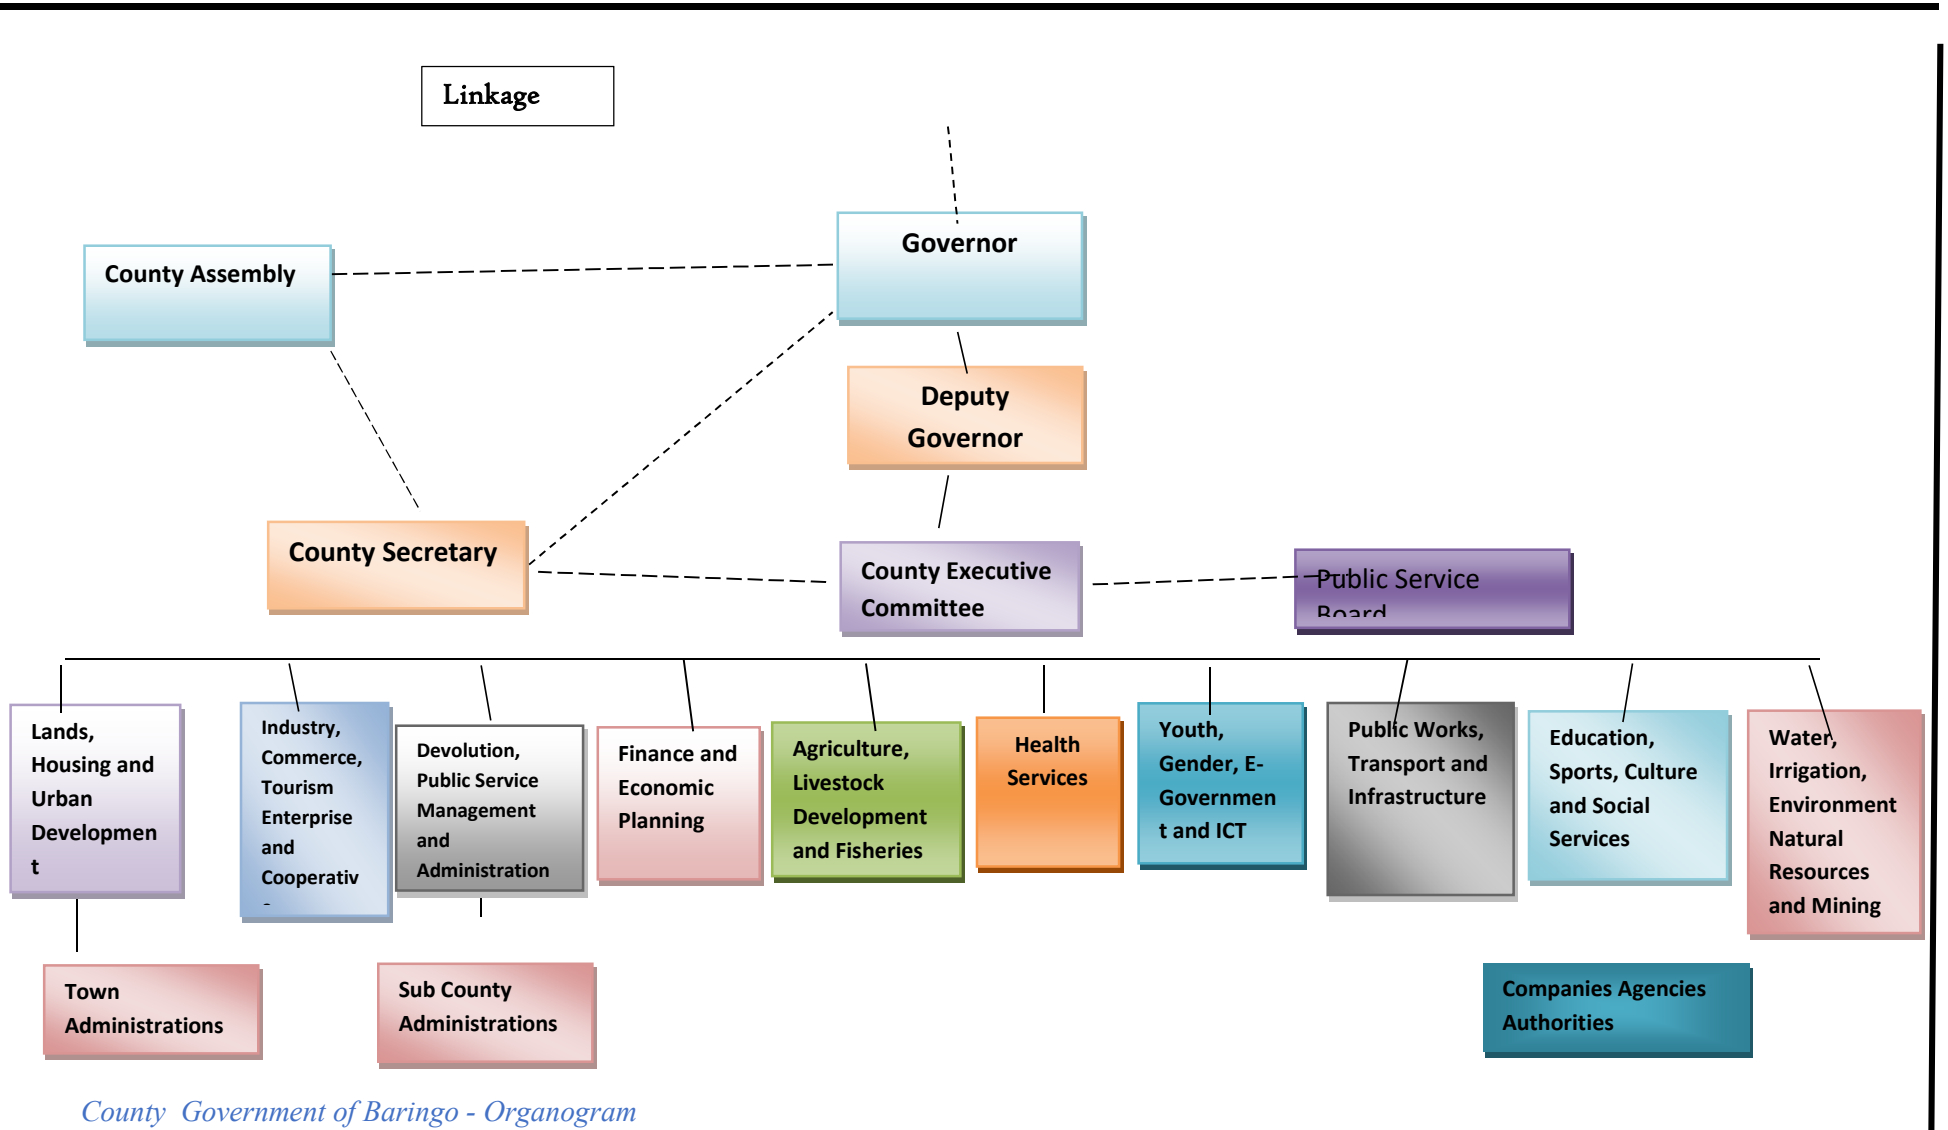 Linkage
Governor
County Assembly
Deputy
Governor
County Secretary
County Executive
Committee
Public Service
Board
Lands,
Housing and
Urban
Developmen
t
Industry,
Commerce,
Tourism
Enterprise
and
Cooperativ
Devolution,
Public Service
Management
and
Administration
Finance and
Economic
Planning
Agriculture,
Livestock
Development
and Fisheries
Health
Services
Youth,
Gender, E-
Governmen
t and ICT
Public Works,
Transport and
Infrastructure
Education,
Sports, Culture
and Social
Services
Water,
Irrigation,
Environment
Natural
Resources
and Mining
Town
Administrations
Sub County
Administrations
Companies Agencies
Authorities
County Government of Baringo - Organogram